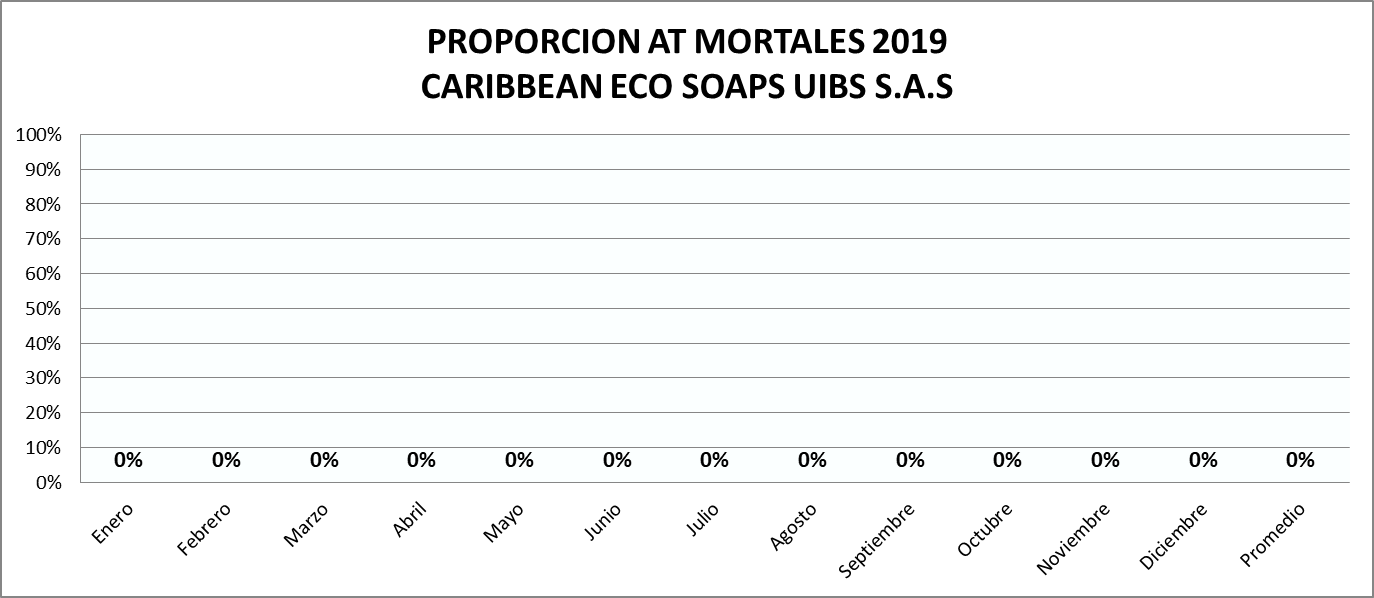 PROPORCION AT MORTALES 2019
CARIBBEAN ECO SOAPS UIBS S.A.S
100%
90%
80%
70%
60%
50%
40%
30%
20%
10%
0%
0% 0% 0% 0% 0% 0% 0% 0% 0% 0% 0% 0% 0%
Enero Febrero Marzo Abril Mayo Junio Julio Agosto Septiembre Octubre Noviembre Diciembre Promedio